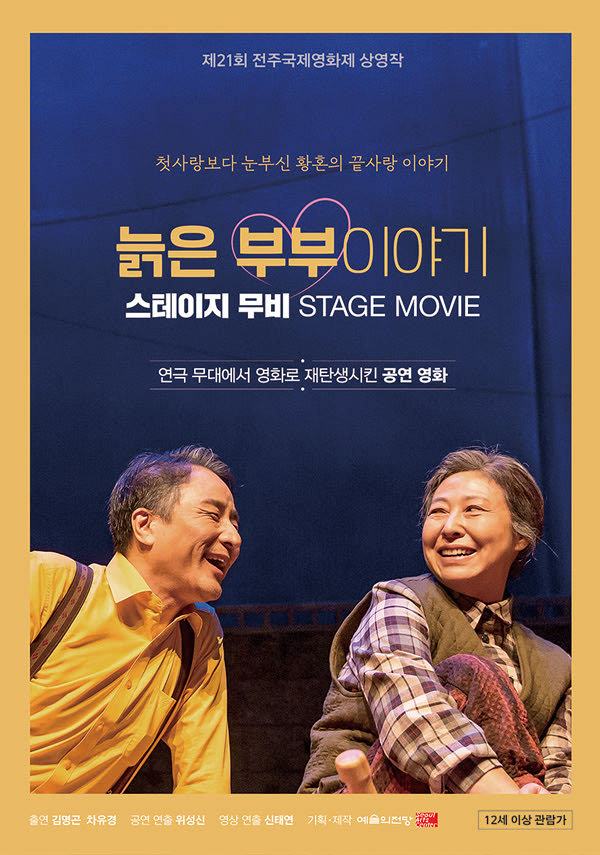 제21회 전주국제영화제 상영작
첫사랑보다 눈부신 황혼의 끝사랑 이야기
늙은 부부이야기
스테이지 무비 STAGE MOVIE
연극 무대에서 영화로 재탄생시킨 공연 영화
출연 김명곤 차유경 공연 연출 위성신 영상 연출 신태연 기획·제작 예술의전당 Seoul Arts Center
12세 이상 관람가